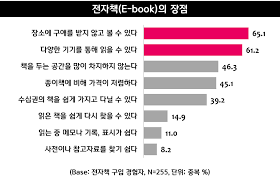 전자책(E-book)의 장점
장소에 구애를 받지 않고 볼 수 있다 65.1
다양한 기기를 통해 읽을 수 있다 61.2
책을 두는 공간을 많이 차지하지 않는다 46.3
종이책에 비해 가격이 저렴하다 45.1
수십권의 책을 쉽게 가지고 다닐 수 있다 39.2
읽은 책을 쉽게 다시 찾을 수 있다 14.9
읽는 중 메모나 기록, 표시가 쉽다 11.0
사전이나 참고자료를 찾기 쉽다 8.2
(Base: 전자책 구입 경험자, N=255, 단위: 중복 %)